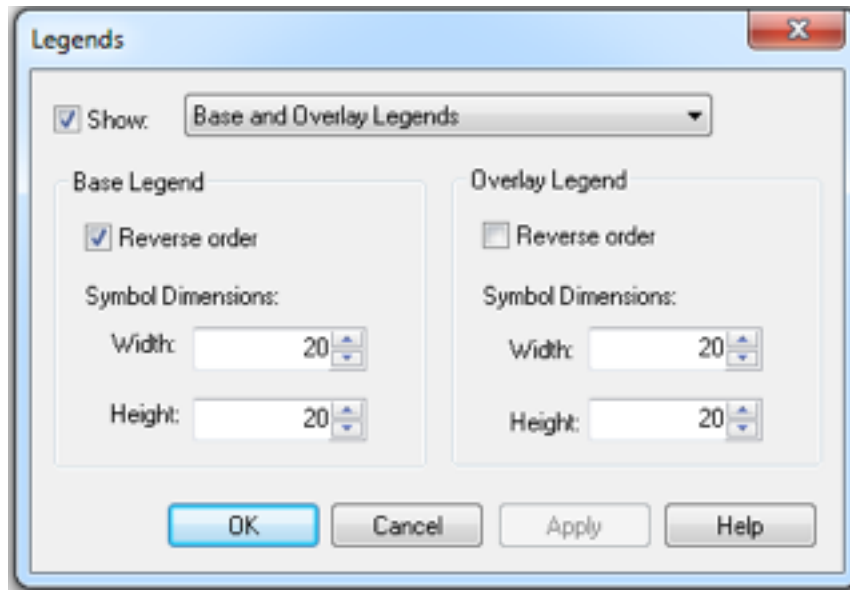 Legends
Show: Base and Overlay Legends
Base Legend
Reverse order
Symbol Dimensions:
Width: 20
Height: 20
Overlay Legend
Reverse order
Symbol Dimensions:
Width: 20
Height: 20
OK Cancel Apply Help